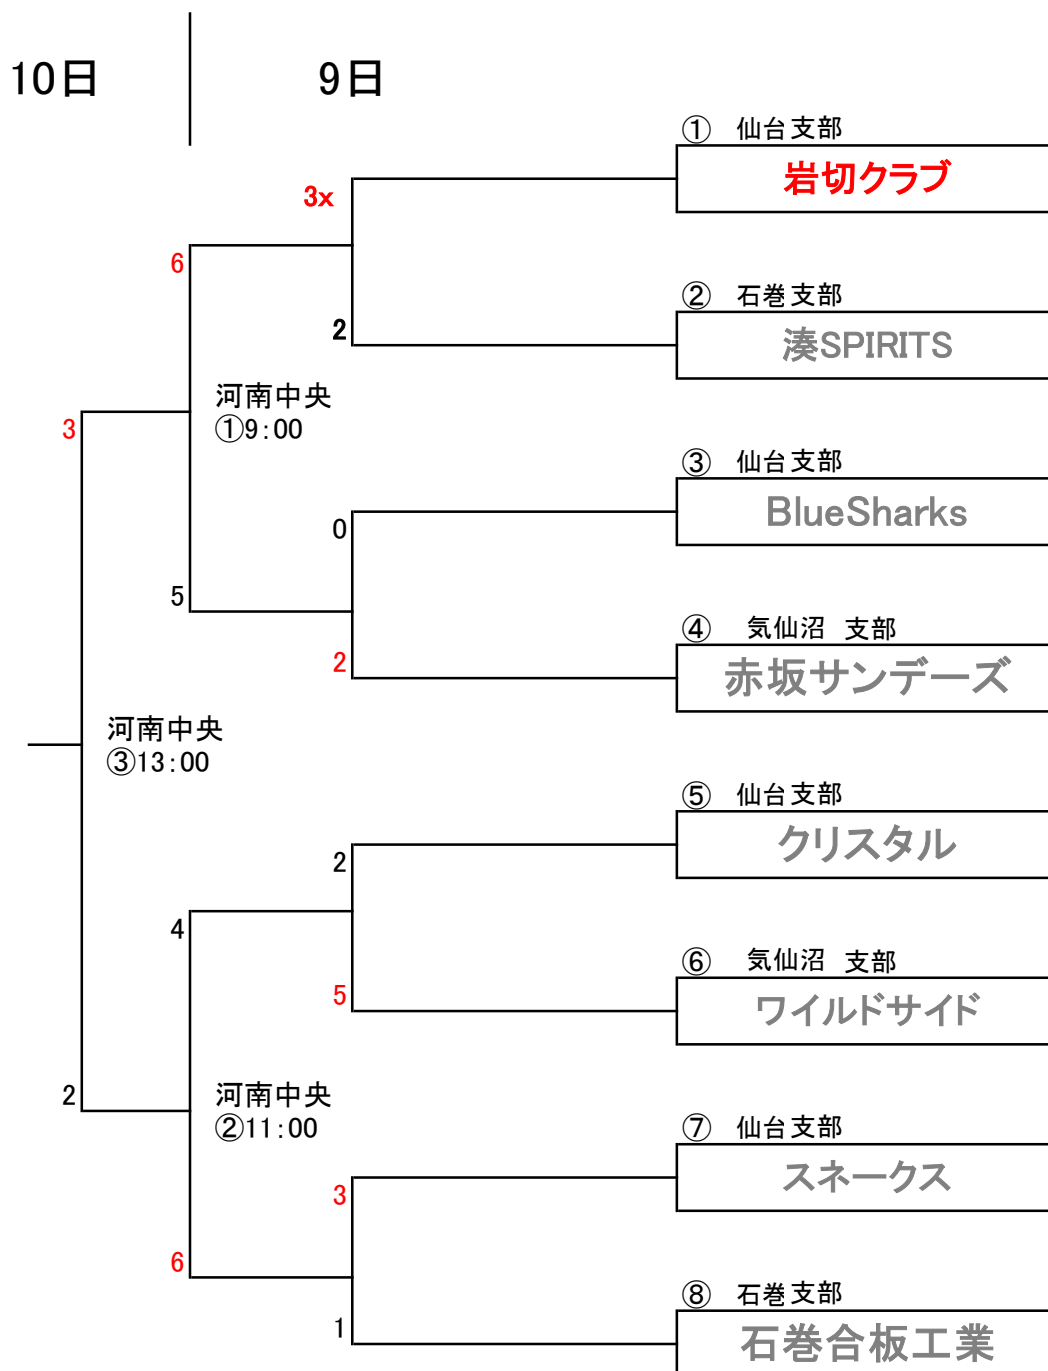 10日
9日
① 仙台支部
岩切クラブ
3x
6
② 石巻支部
2
湊SPIRITS
河南中央
①9:00
3
③ 仙台支部
BlueSharks
0
5
④ 気仙沼 支部
2
赤坂サンデーズ
河南中央
③13:00
⑤ 仙台支部
クリスタル
2
4
⑥ 気仙沼 支部
5
ワイルドサイド
2
河南中央
②11:00
⑦ 仙台支部
スネークス
3
6
⑧ 石巻支部
1
石巻合板工業